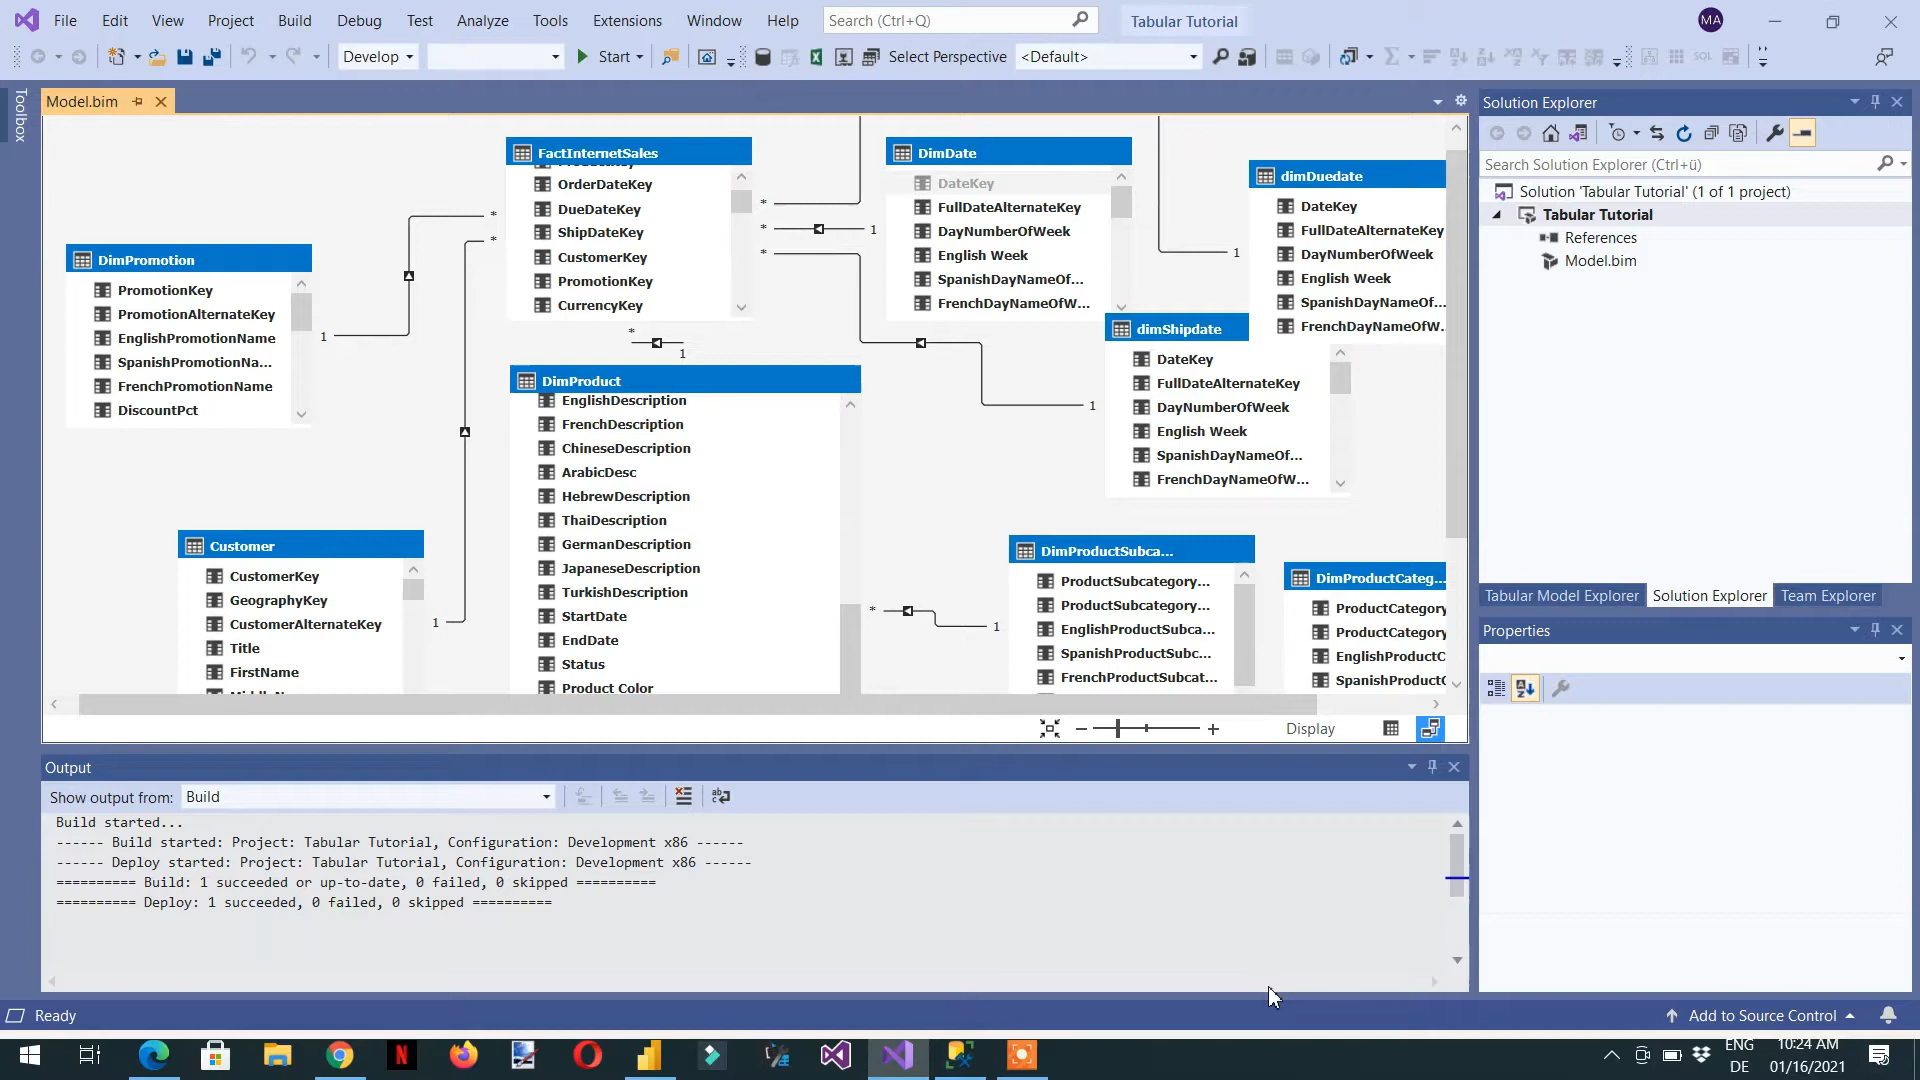 File Edit View Project Build Debug Test Analyze Tools Extensions Window Help Search (Ctrl+Q) Tabular Tutorial MA
Develop Start Select Perspective <Default>
Toolbox
Model.bim
FactInternetSales
OrderDateKey
DueDateKey
ShipDateKey
CustomerKey
PromotionKey
CurrencyKey
DimDate
DateKey
FullDateAlternateKey
DayNumberOfWeek
English Week
SpanishDayNameOf...
FrenchDayNameOfW...
dimDuedate
DateKey
FullDateAlternateKey
DayNumberOfWeek
English Week
SpanishDayNameOf...
FrenchDayNameOfW.
DimPromotion
PromotionKey
PromotionAlternateKey
EnglishPromotionName
SpanishPromotionNa...
FrenchPromotionName
DiscountPct
* * * * * * 1 1 1 * 1 1
dimShipdate
DateKey
FullDateAlternateKey
DayNumberOfWeek
English Week
SpanishDayNameOf...
FrenchDayNameOfW...
DimProduct
EnglishDescription
FrenchDescription
ChineseDescription
ArabicDesc
HebrewDescription
ThaiDescription
GermanDescription
JapaneseDescription
TurkishDescription
StartDate
EndDate
Status
Product Color
Customer
CustomerKey
GeographyKey
CustomerAlternateKey
Title
FirstName
1 * 1
DimProductSubca...
ProductSubcategory...
ProductSubcategory...
EnglishProductSubca...
SpanishProductSubc...
FrenchProductSubcat...
DimProductCateg...
ProductCategory
ProductCategory
EnglishProductC
SpanishProductC
Display
Solution Explorer
Search Solution Explorer (Ctrl+ü)
Solution 'Tabular Tutorial' (1 of 1 project)
Tabular Tutorial
References
Model.bim
Tabular Model Explorer Solution Explorer Team Explorer
Properties
Output
Show output from: Build
Build started...
------ Build started: Project: Tabular Tutorial, Configuration: Development x86 ------
------ Deploy started: Project: Tabular Tutorial, Configuration: Development x86 ------
========== Build: 1 succeeded or up-to-date, 0 failed, 0 skipped ==========
========== Deploy: 1 succeeded, 0 failed, 0 skipped ==========
Ready
Add to Source Control
ENG
DE
10:24 AM
01/16/2021